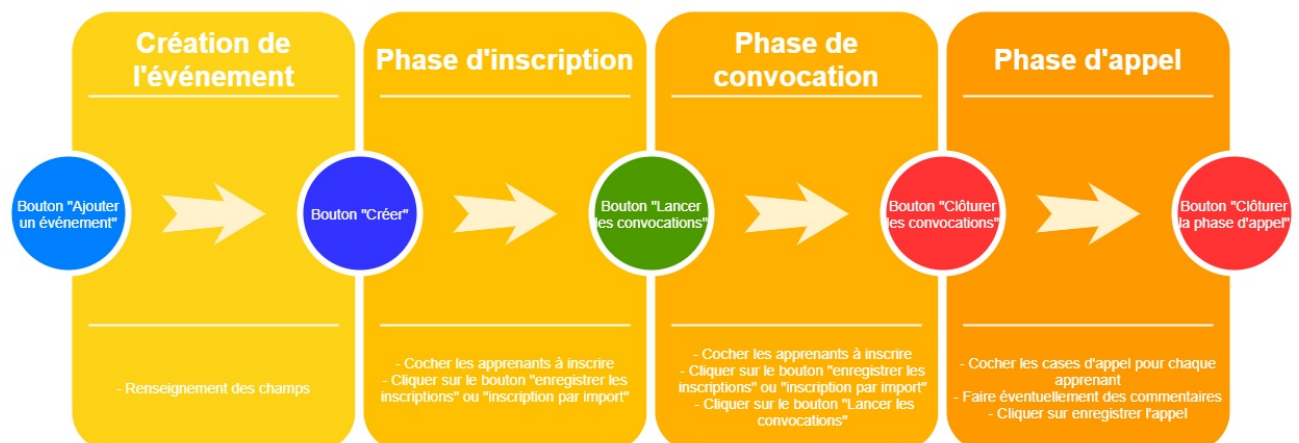 Création de
l'événement
Phase d'inscription
Phase de
convocation
Phase d'appel
Bouton "Ajouter
un événement"
Bouton "Créer"
Bouton "Lancer
les convocations"
Bouton "Clôturer
les convocations"
Bouton "Clôturer
la phase d'appel"
- Renseignement des champs
- Cocher les apprenants à inscrire
- Cliquer sur le bouton "enregistrer les
inscriptions" ou "inscription par import"
- Cocher les apprenants à inscrire
- Cliquer sur le bouton "enregistrer les
inscriptions" ou "inscription par import"
- Cliquer sur le bouton "Lancer les
convocations"
- Cocher les cases d'appel pour chaque
apprenant
- Faire éventuellement des commentaires
- Cliquer sur enregistrer l'appel